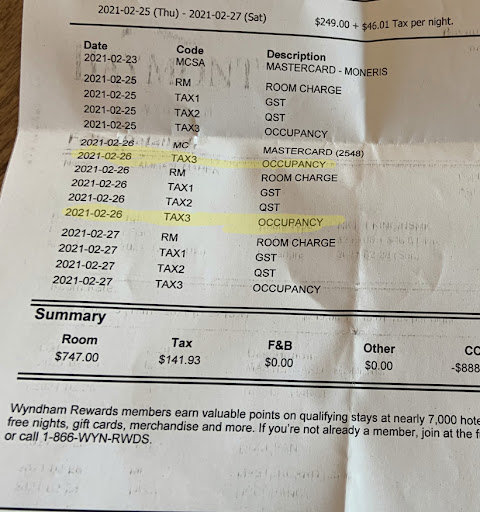 2021-02-25 (Thu) - 2021-02-27 (Sat) $249.00 + $46.01 Tax per night.
Date Code Description
2021-02-23 MCSA MASTERCARD - MONERIS
2021-02-25 RM ROOM CHARGE
2021-02-25 TAX1 GST
2021-02-25 TAX2 QST
2021-02-25 TAX3 OCCUPANCY
2021-02-26 MC MASTERCARD (2548)
2021-02-26 TAX3 OCCUPANCY
2021-02-26 RM ROOM CHARGE
2021-02-26 TAX1 GST
2021-02-26 TAX2 QST
2021-02-26 TAX3 OCCUPANCY
2021-02-27 RM ROOM CHARGE
2021-02-27 TAX1 GST
2021-02-27 TAX2 QST
2021-02-27 TAX3 OCCUPANCY
Summary
Room Tax F&B Other CC
$747.00 $141.93 $0.00 $0.00 -$888
Wyndham Rewards members earn valuable points on qualifying stays at nearly 7,000 hote
free nights, gift cards, merchandise and more. If you're not already a member, join at the f
or call 1-866-WYN-RWDS.